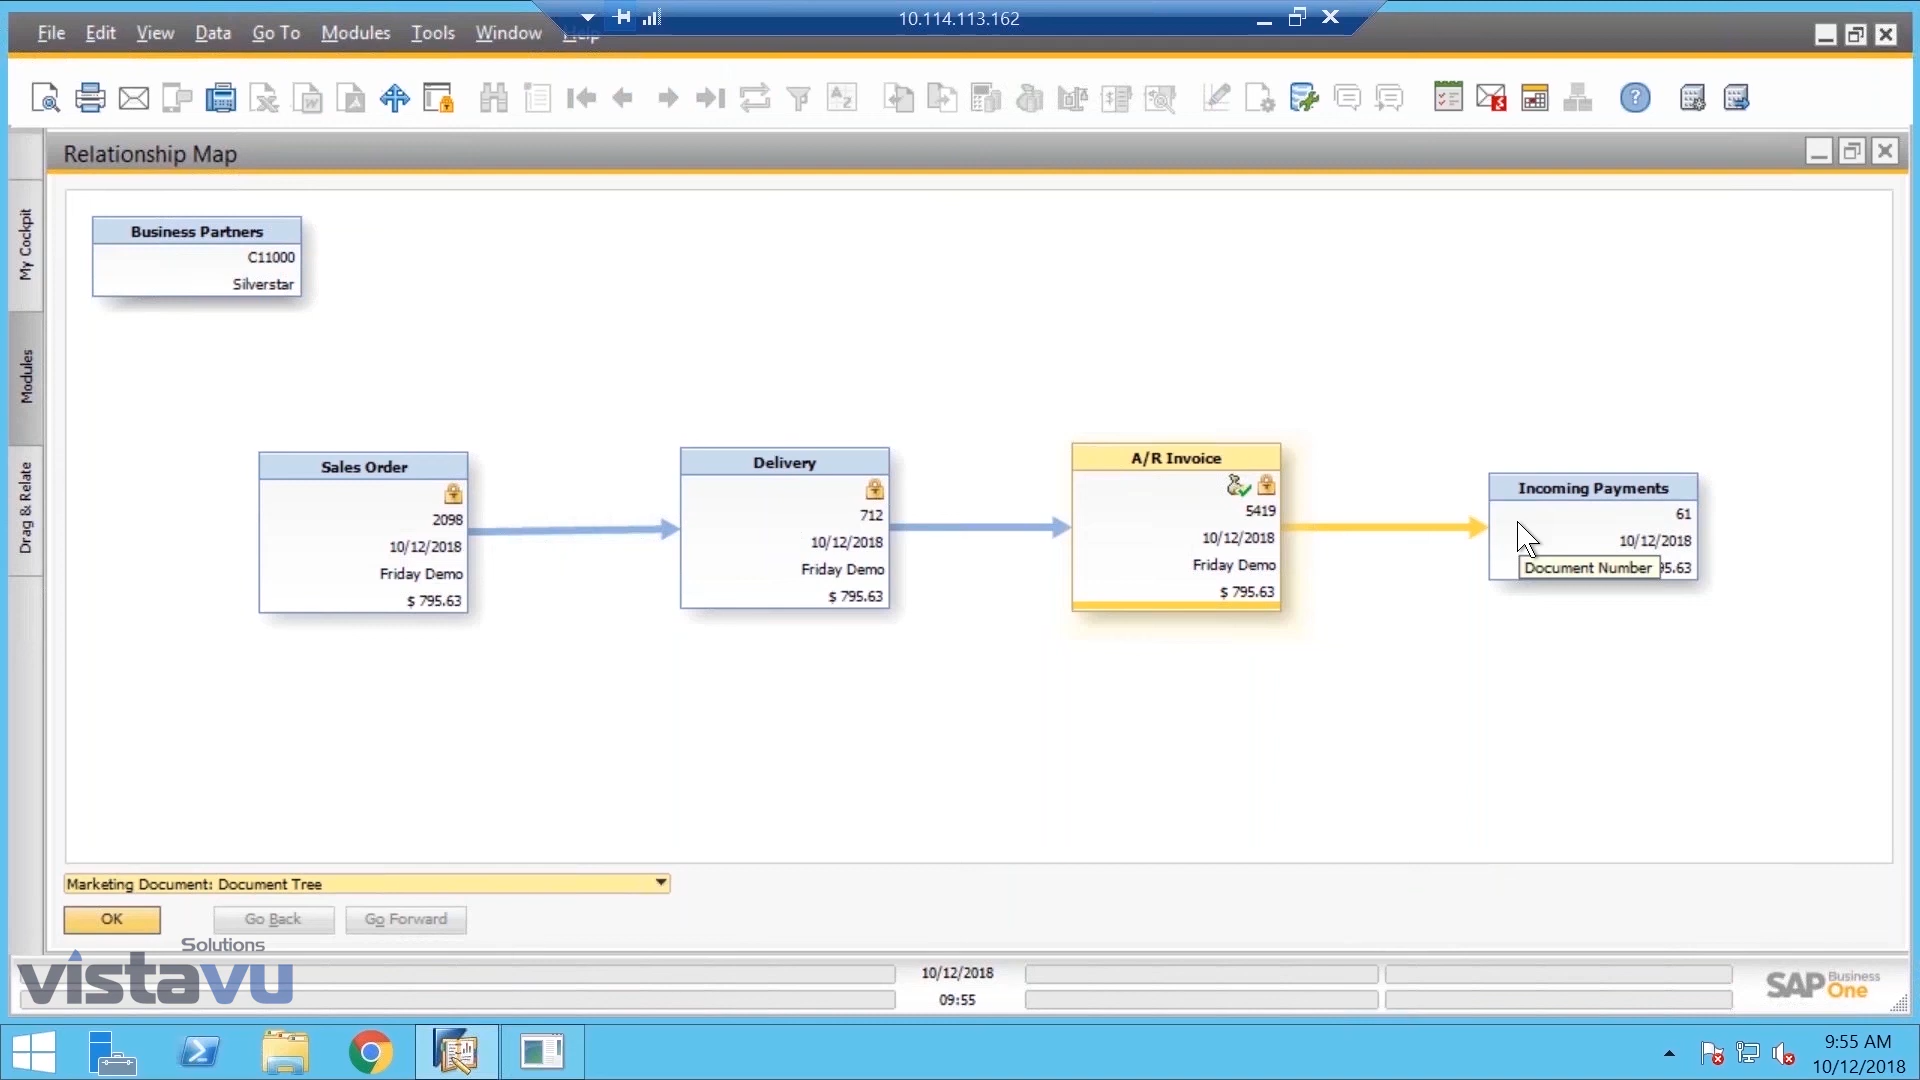 10.114.113.162
File Edit View Data Go To Modules Tools Window Help
Relationship Map
My Cockpit
Modules
Drag & Relate
Business Partners
C11000
Silverstar
Sales Order
2098
10/12/2018
Friday Demo
$ 795.63
Delivery
712
10/12/2018
Friday Demo
$ 795.63
A/R Invoice
5419
10/12/2018
Friday Demo
$ 795.63
Incoming Payments
61
10/12/2018
95.63
Document Number
Marketing Document: Document Tree
OK Go Back Go Forward
Solutions
vistavu
10/12/2018
09:55
SAP Business One
9:55 AM
10/12/2018